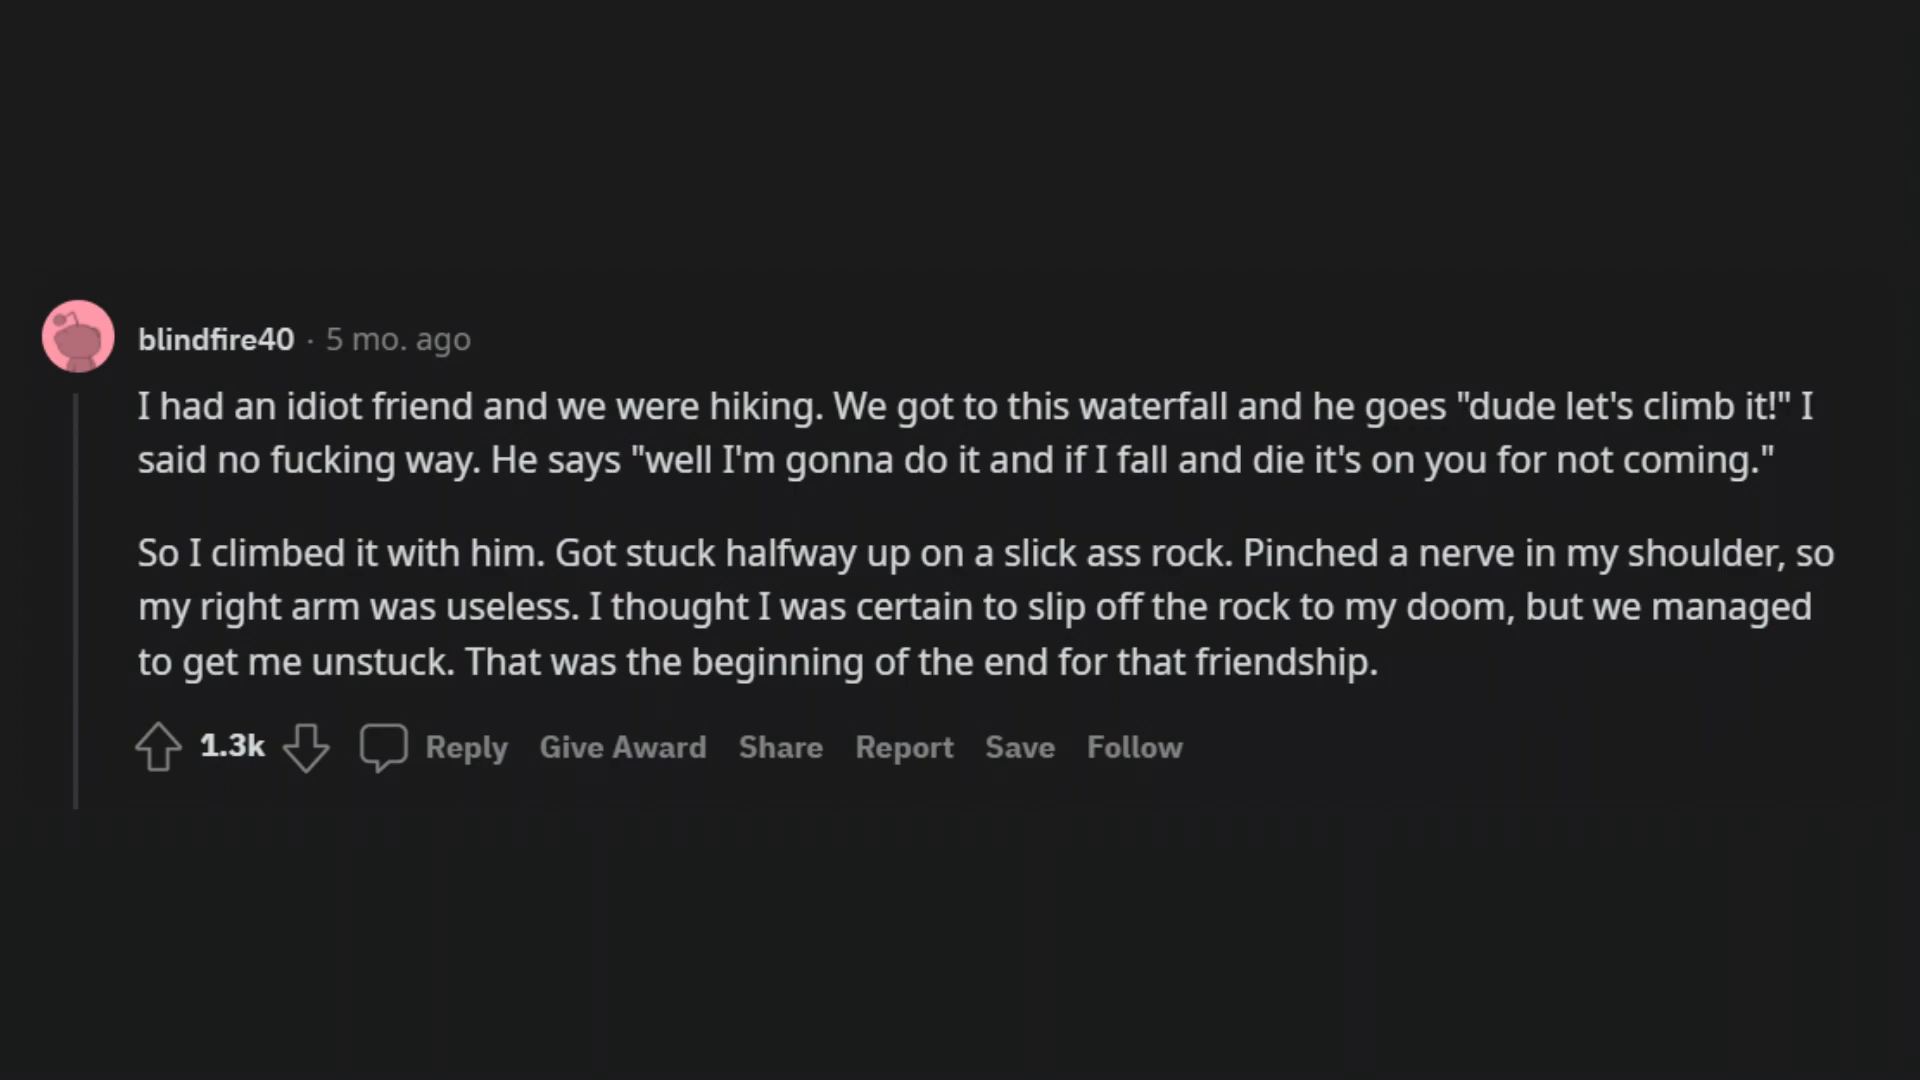 blindfire40 · 5 mo. ago
I had an idiot friend and we were hiking. We got to this waterfall and he goes "dude let's climb it!" I
said no fucking way. He says "well I'm gonna do it and if I fall and die it's on you for not coming."
So I climbed it with him. Got stuck halfway up on a slick ass rock. Pinched a nerve in my shoulder, so
my right arm was useless. I thought I was certain to slip off the rock to my doom, but we managed
to get me unstuck. That was the beginning of the end for that friendship.
1.3k Reply Give Award Share Report Save Follow